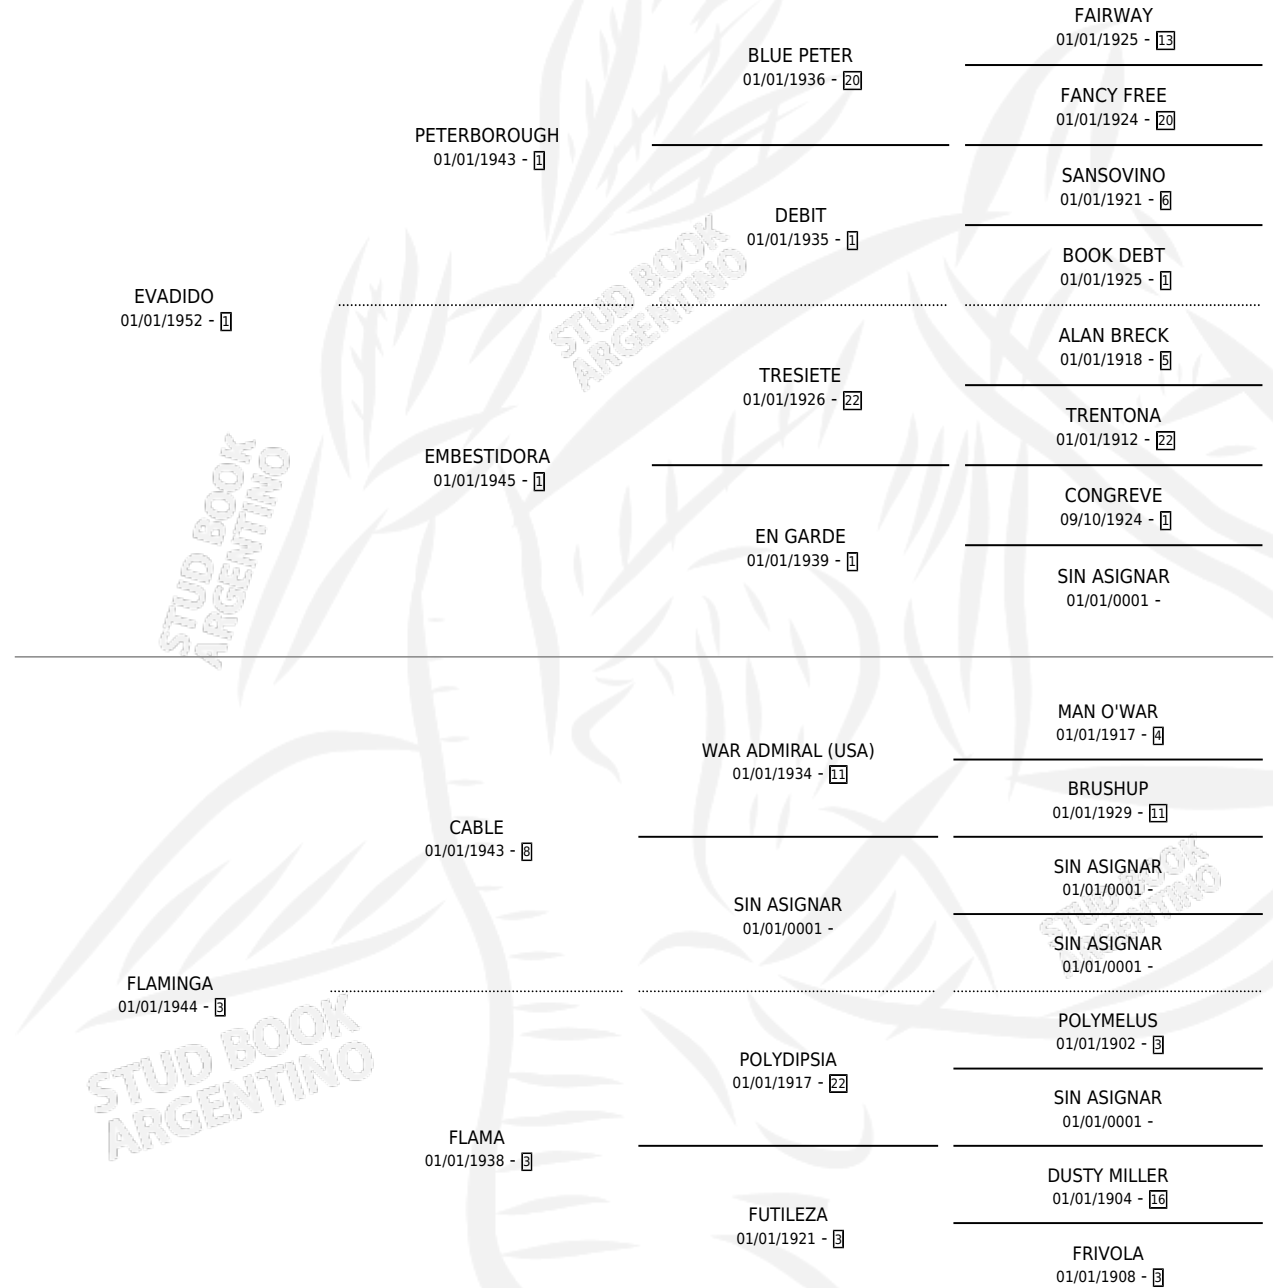 FAIRWAY
01/01/1925 - 13
BLUE PETER
01/01/1936 - 20
FANCY FREE
01/01/1924 - 20
PETERBOROUGH
01/01/1943 - 1
SANSOVINO
01/01/1921 - 6
DEBIT
01/01/1935 - 1
BOOK DEBT
01/01/1925 - 1
EVADIDO
01/01/1952 - 1
STUD BOOK
ARGENTINO
ALAN BRECK
01/01/1918 - 5
TRESIETE
01/01/1926 - 22
TRENTONA
01/01/1912 - 22
EMBESTIDORA
01/01/1945 - 1
CONGREVE
09/10/1924 - 1
EN GARDE
01/01/1939 - 1
SIN ASIGNAR
01/01/0001 -
STUD BOOK
ARGENTINO
MAN O'WAR
01/01/1917 - 4
WAR ADMIRAL (USA)
01/01/1934 - 11
BRUSHUP
01/01/1929 - 11
CABLE
01/01/1943 - 8
SIN ASIGNAR
01/01/0001 -
SIN ASIGNAR
01/01/0001 -
SIN ASIGNAR
01/01/0001 -
STUD BOOK
ARGENTINO
FLAMINGA
01/01/1944 - 3
POLYMELUS
01/01/1902 - 3
POLYDIPSIA
01/01/1917 - 22
SIN ASIGNAR
01/01/0001 -
STUD BOOK
ARGENTINO
FLAMA
01/01/1938 - 3
DUSTY MILLER
01/01/1904 - 16
FUTILEZA
01/01/1921 - 3
FRIVOLA
01/01/1908 - 3